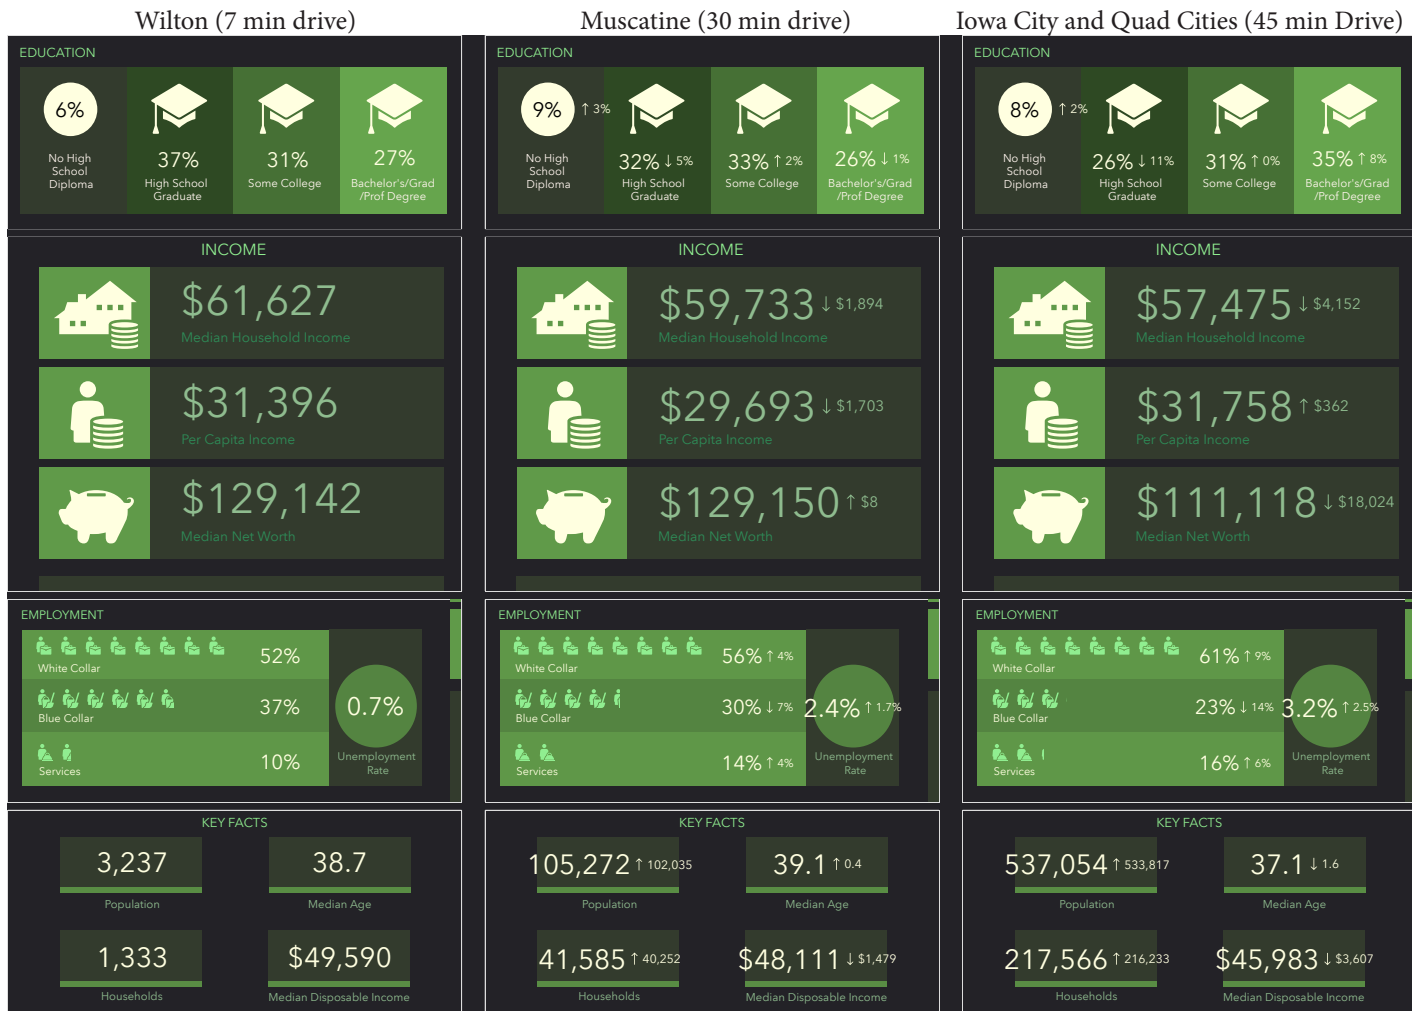 Wilton (7 min drive)
EDUCATION
6%
No High
School
Diploma
37%
High School
Graduate
31%
Some College
27%
Bachelor's/Grad
/Prof Degree
INCOME
$61,627
Median Household Income
$31,396
Per Capita Income
$129,142
Median Net Worth
EMPLOYMENT
White Collar
52%
Blue Collar
37%
Services
10%
0.7%
Unemployment
Rate
KEY FACTS
3,237
Population
38.7
Median Age
1,333
Households
$49,590
Median Disposable Income
Muscatine (30 min drive)
EDUCATION
9% ↑ 3%
No High
School
Diploma
32% ↓ 5%
High School
Graduate
33% ↑ 2%
Some College
26% ↓ 1%
Bachelor's/Grad
/Prof Degree
INCOME
$59,733 ↓ $1,894
Median Household Income
$29,693 ↓ $1,703
Per Capita Income
$129,150 ↑ $8
Median Net Worth
EMPLOYMENT
White Collar
56% ↑ 4%
Blue Collar
30% ↓ 7%
Services
14% ↑ 4%
2.4% ↑ 1.7%
Unemployment
Rate
KEY FACTS
105,272 ↑ 102,035
Population
39.1 ↑ 0.4
Median Age
41,585 ↑ 40,252
Households
$48,111 ↓ $1,479
Median Disposable Income
Iowa City and Quad Cities (45 min Drive)
EDUCATION
8% ↑ 2%
No High
School
Diploma
26% ↓ 11%
High School
Graduate
31% ↑ 0%
Some College
35% ↑ 8%
Bachelor's/Grad
/Prof Degree
INCOME
$57,475 ↓ $4,152
Median Household Income
$31,758 ↑ $362
Per Capita Income
$111,118 ↓ $18,024
Median Net Worth
EMPLOYMENT
White Collar
61% ↑ 9%
Blue Collar
23% ↓ 14%
Services
16% ↑ 6%
3.2% ↑ 2.5%
Unemployment
Rate
KEY FACTS
537,054 ↑ 533,817
Population
37.1 ↓ 1.6
Median Age
217,566 ↑ 216,233
Households
$45,983 ↓ $3,607
Median Disposable Income